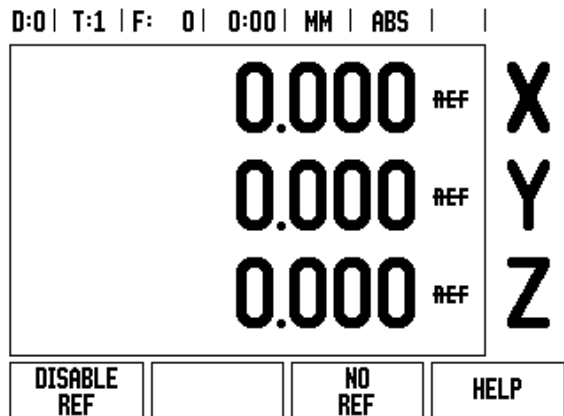 D:0 | T:1 | F: 0 | 0:00 | MM | ABS | |
0.000 REF X
0.000 REF Y
0.000 REF Z
DISABLE REF
NO REF
HELP